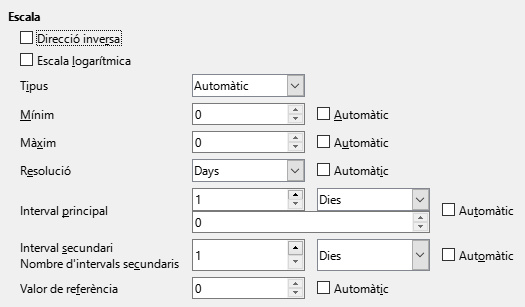 Escala
Direcció inversa
Escala logarítmica
Tipus Automàtic
Mínim 0 Automàtic
Màxim 0 Automàtic
Resolució Days Automàtic
Interval principal 1 Dies Automàtic
0
Interval secundari
Nombre d'intervals secundaris 1 Dies Automàtic
Valor de referència 0 Automàtic